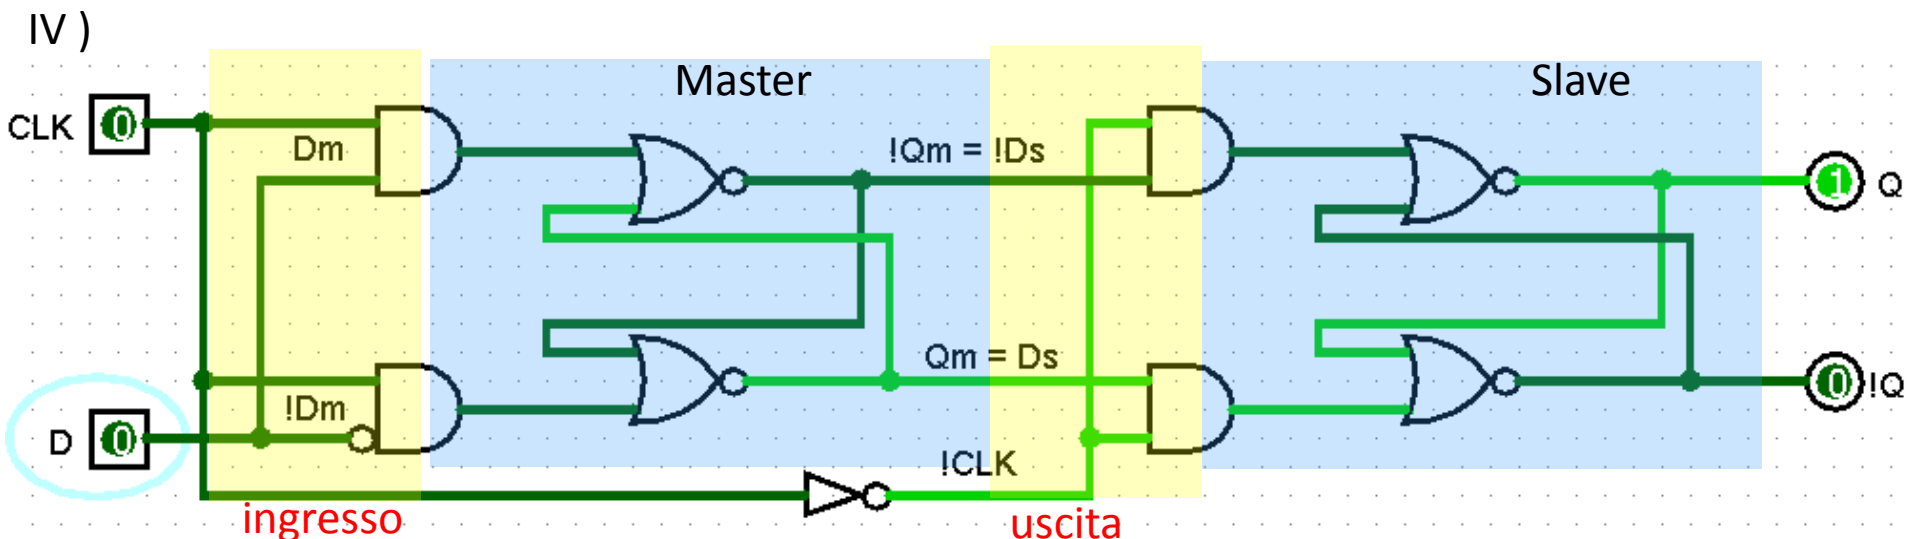 IV )
Master
Slave
CLK
0
Dm
!Qm = !Ds
1
Q
Qm = Ds
!Dm
D
0
0
!Q
!CLK
ingresso
uscita